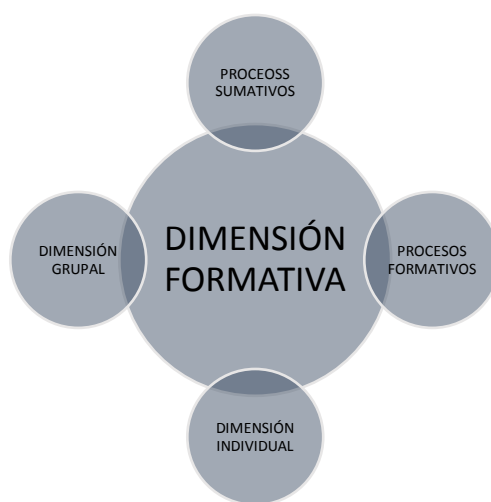 PROCEOSS
SUMATIVOS
DIMENSIÓN
GRUPAL
DIMENSIÓN
FORMATIVA
PROCESOS
FORMATIVOS
DIMENSIÓN
INDIVIDUAL